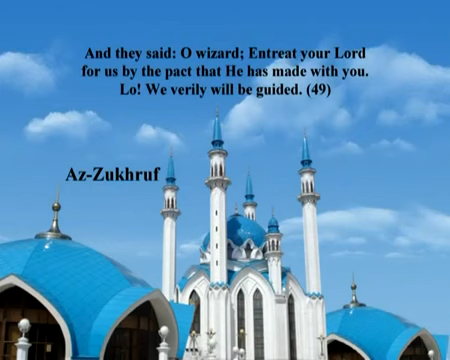 And they said: O wizard; Entreat your Lord
for us by the pact that He has made with you.
Lo! We verily will be guided. (49)
Az-Zukhruf